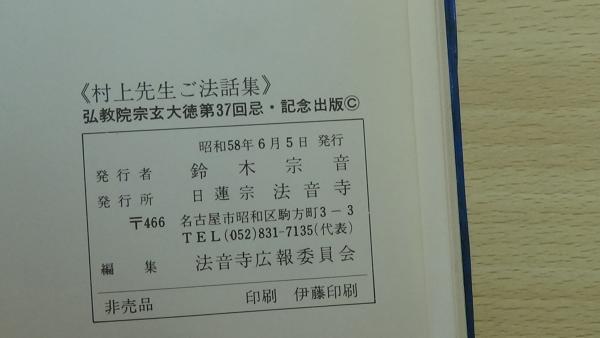 《村上先生ご法話集》
弘教院宗玄大徳第37回忌・記念出版Ⓒ
昭和58年6月5日 発行
発行者 鈴木宗音
発行所 日蓮宗 法音寺
〒466 名古屋市昭和区駒方町3-3
TEL(052)831-7135(代表)
編集 法音寺広報委員会
非売品 印刷 伊藤印刷